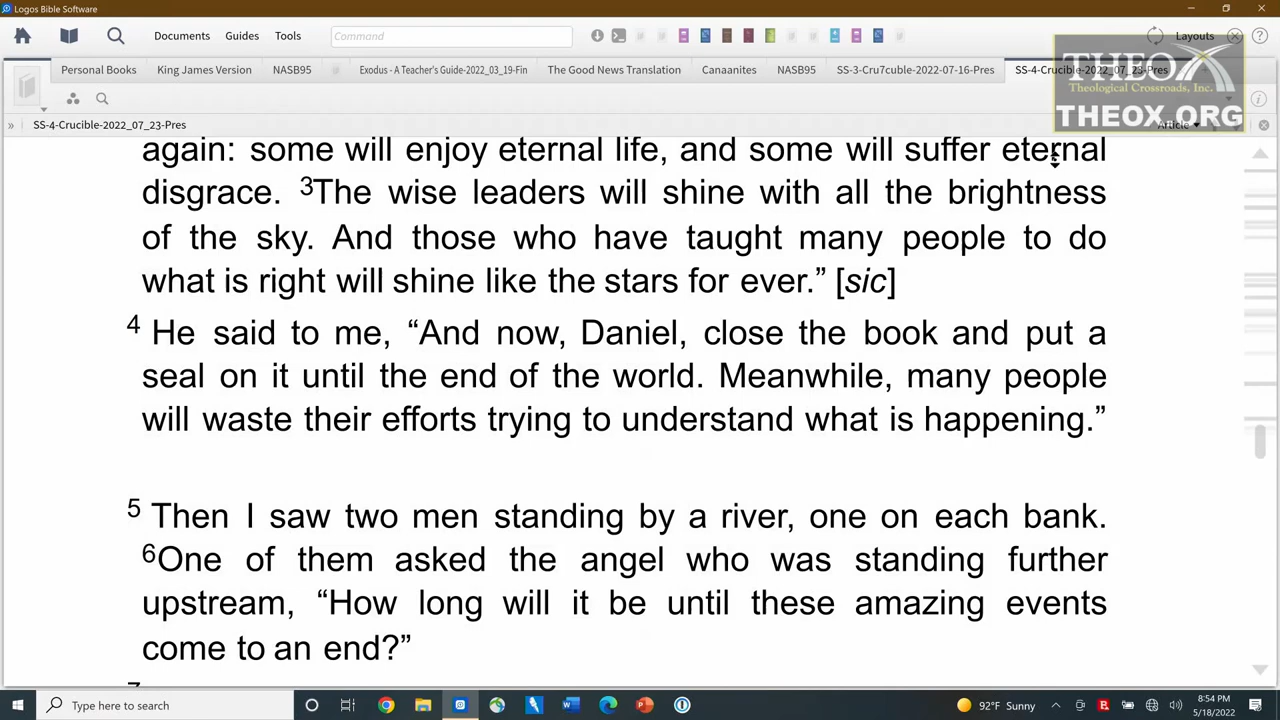 Logos Bible Software
Documents Guides Tools Command Layouts
Personal Books King James Version NASB95 2022_03_19-Fin The Good News Translation Canaanites NASB95 SS-3-Cru7cuble-2022-07-16-Pres SS-4-Crucible-2022_07_23-Pres
THEOX
Theological Crossroads, Inc.
THEOX.ORG
» SS-4-Crucible-2022_07_23-Pres Article
again: some will enjoy eternal life, and some will suffer eternal
disgrace. 3The wise leaders will shine with all the brightness
of the sky. And those who have taught many people to do
what is right will shine like the stars for ever.” [sic]
4 He said to me, “And now, Daniel, close the book and put a
seal on it until the end of the world. Meanwhile, many people
will waste their efforts trying to understand what is happening.”
5 Then I saw two men standing by a river, one on each bank.
6One of them asked the angel who was standing further
upstream, “How long will it be until these amazing events
come to an end?”
Type here to search 92°F Sunny 8:54 PM
5/18/2022